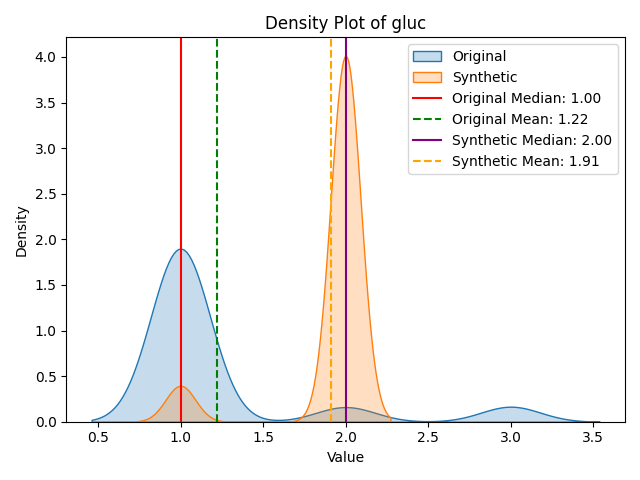 Density Plot of gluc
Original
Synthetic
Original Median: 1.00
Original Mean: 1.22
Synthetic Median: 2.00
Synthetic Mean: 1.91
Density
4.0
3.5
3.0
2.5
2.0
1.5
1.0
0.5
0.0
0.5 1.0 1.5 2.0 2.5 3.0 3.5
Value